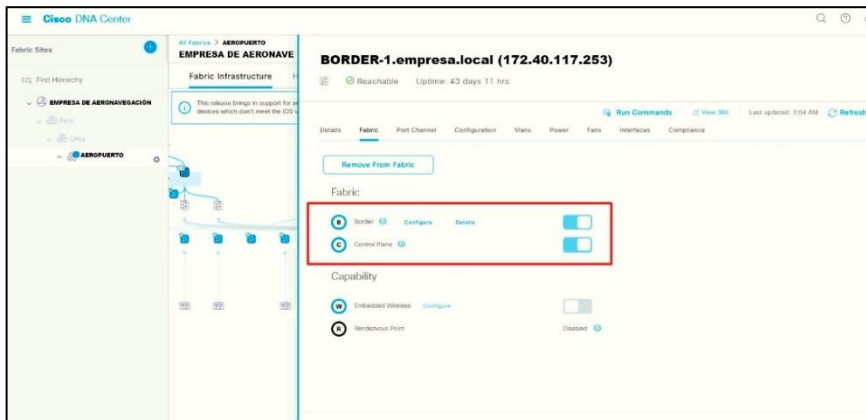 Cisco DNA Center
Fabric Sites
Find Hierarchy
EMPRESA DE AERONAVEGACIÓN
Peru
LIMA
AEROPUERTO
All Fabrics > AEROPUERTO
EMPRESA DE AERONAVE
Fabric Infrastructure H
This release brings in support for
devices which don't meet the IOS v
BORDER-1.empresa.local (172.40.117.253)
Reachable Uptime: 43 days 11 hrs
Run Commands View 360 Last updated: 3:04 AM Refresh
Details Fabric Port Channel Configuration Vlans Power Fans Interfaces Compliance
Remove From Fabric
Fabric
B Border Configure Details
C Control Plane
Capability
W Embedded Wireless Configure
R Rendezvous Point Disabled